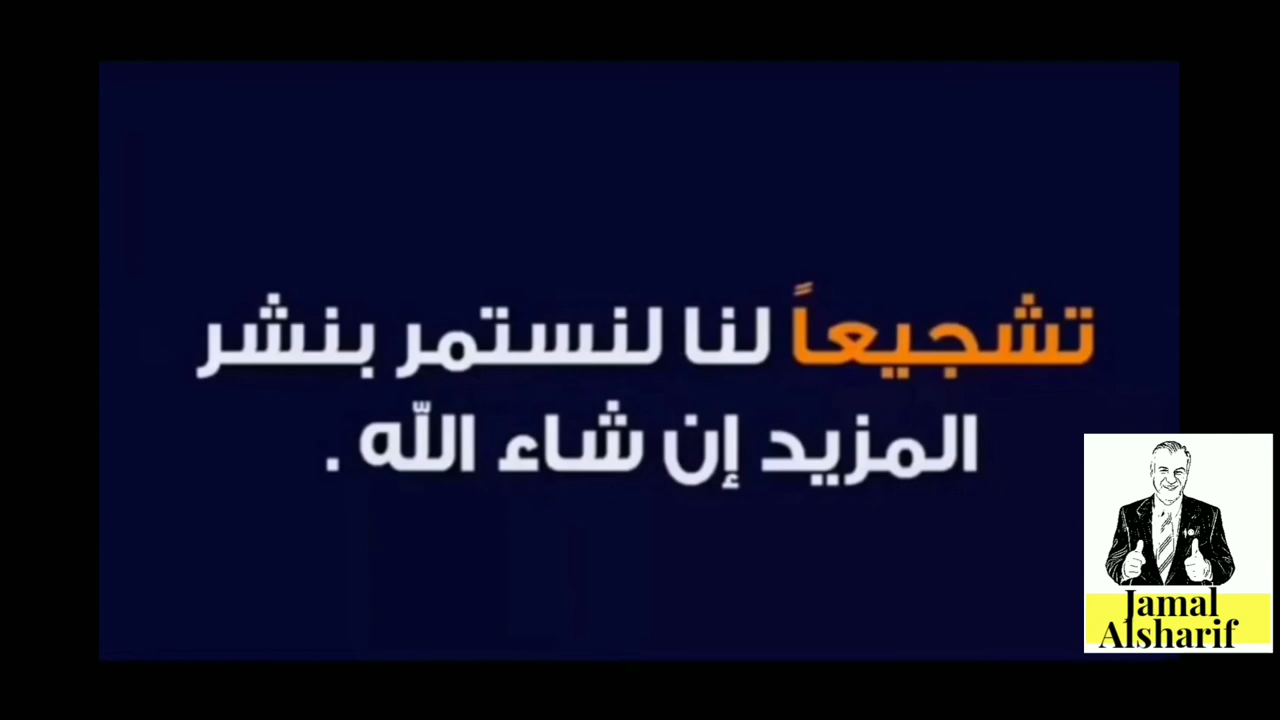 تشجيعاً لنا لنستمر بنشر
المزيد إن شاء الله .
Jamal
Alsharif